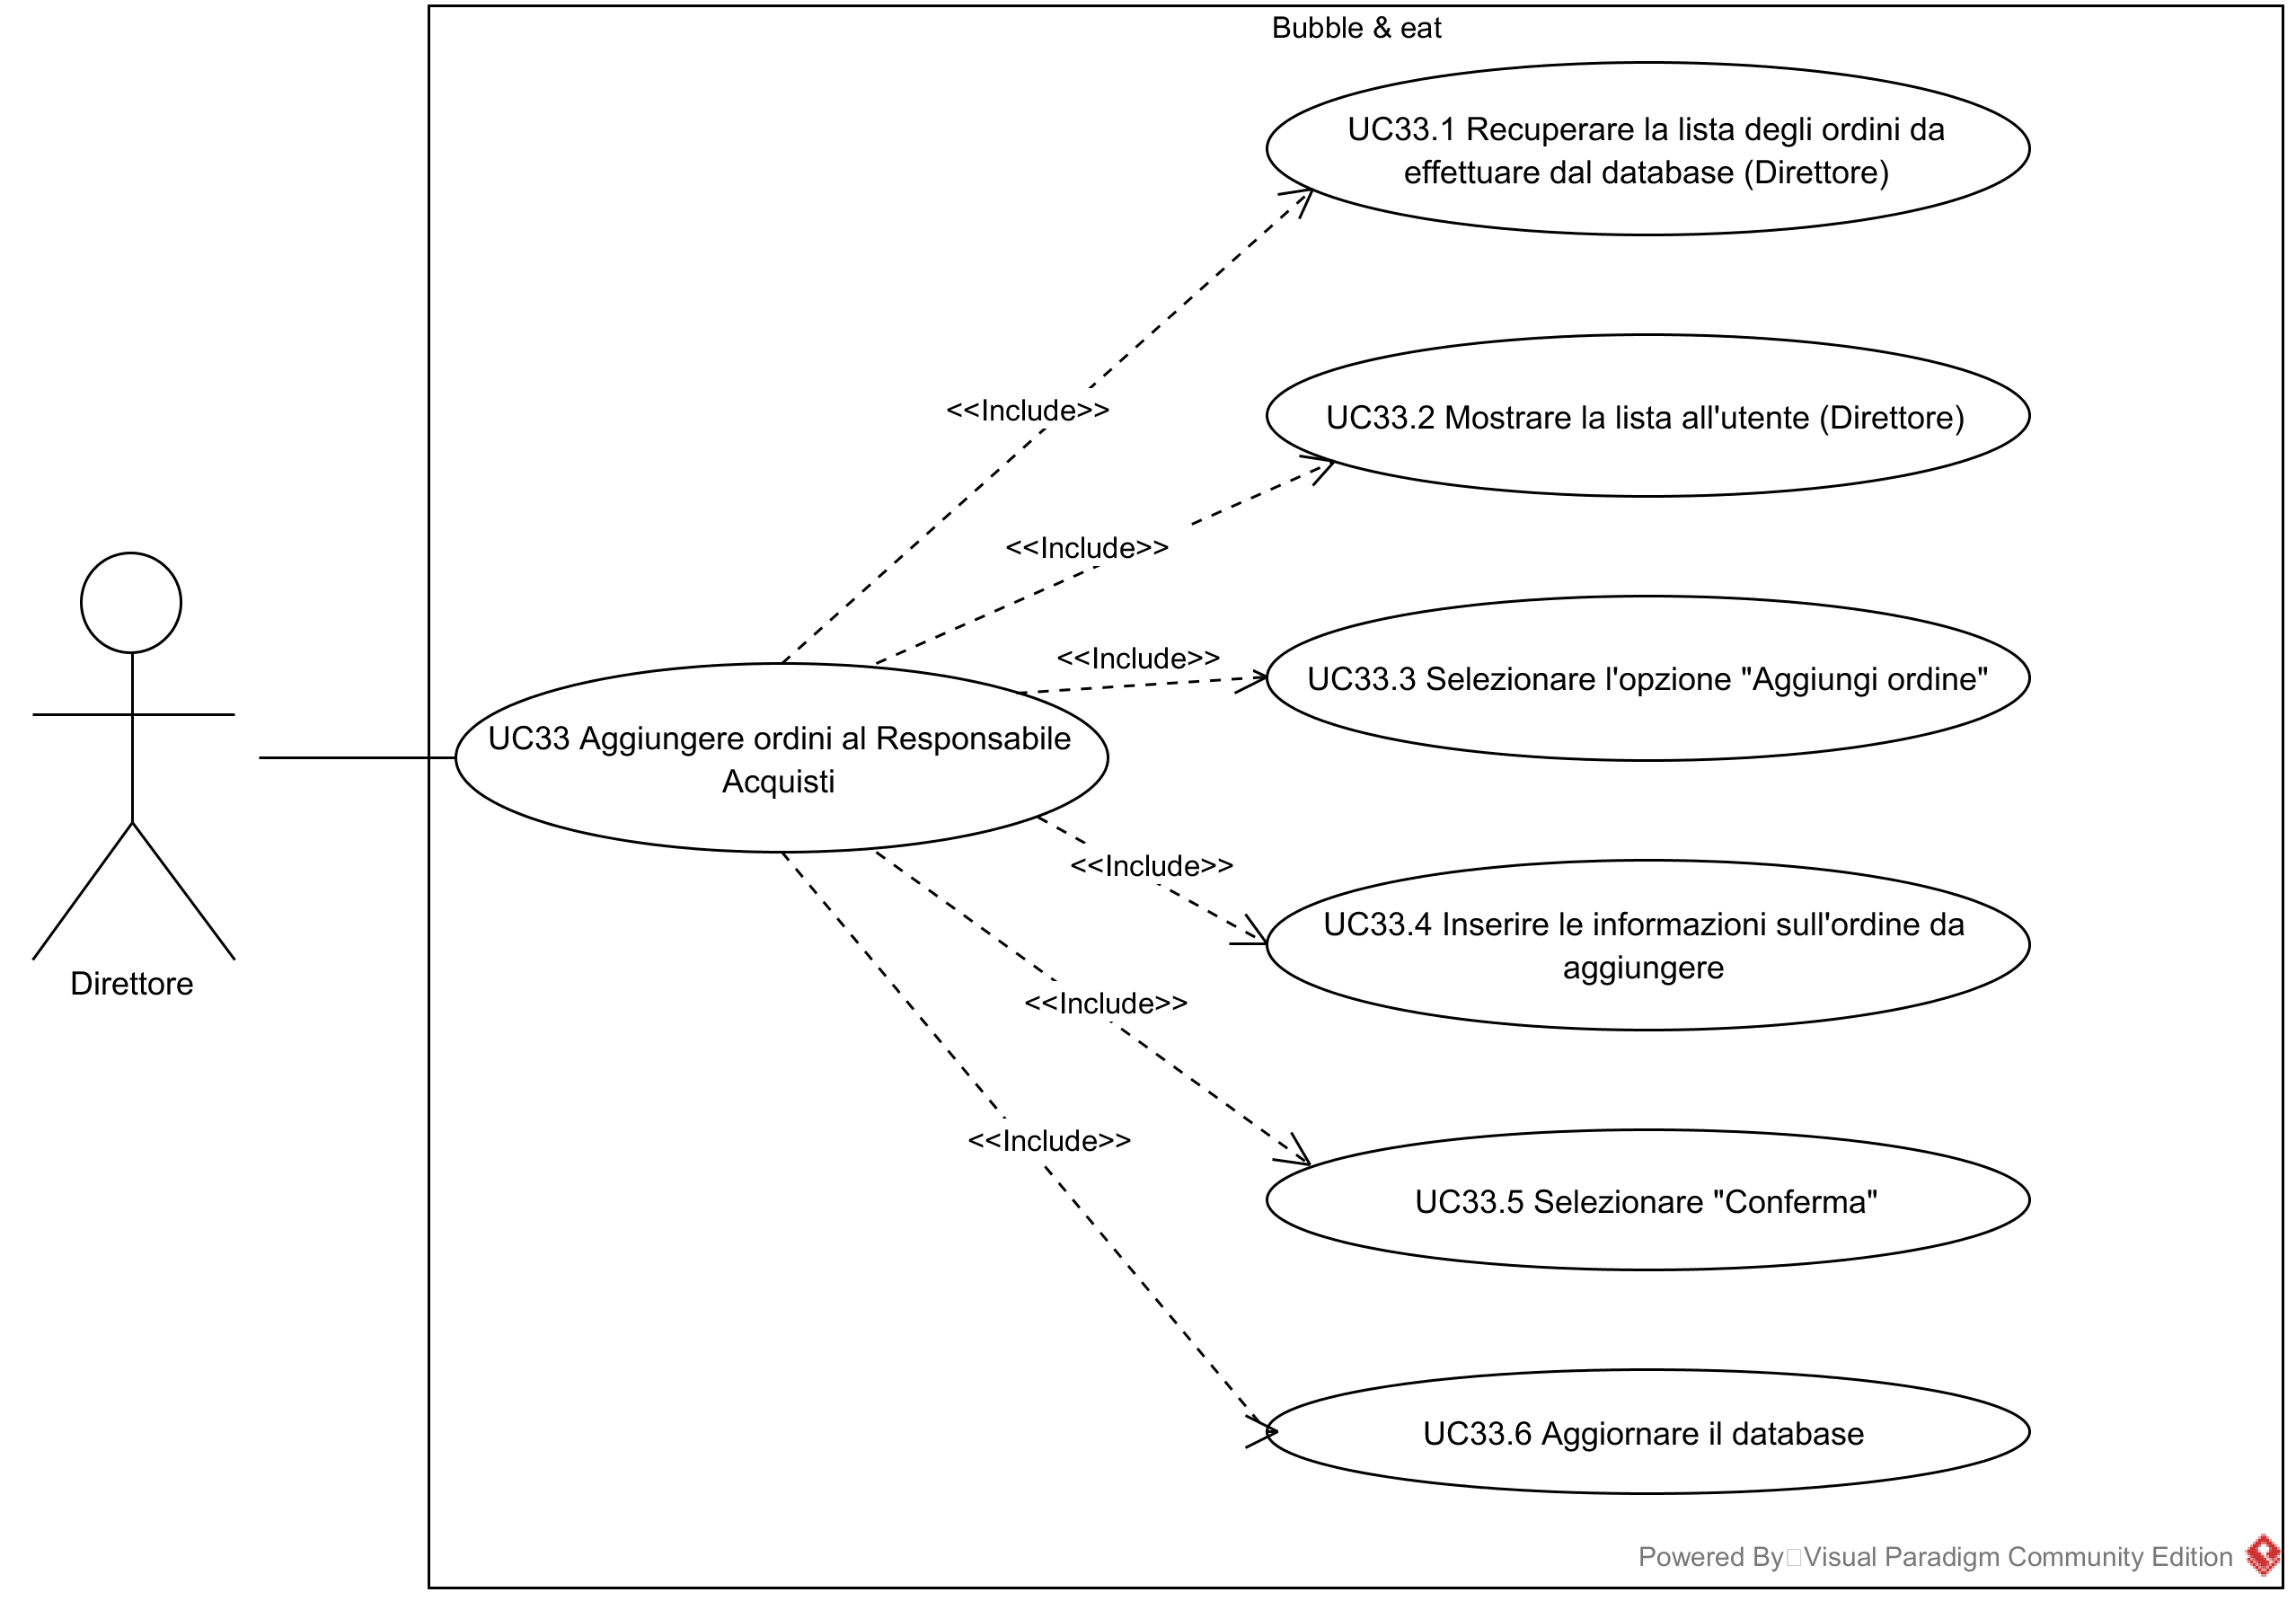 Bubble & eat
UC33.1 Recuperare la lista degli ordini da
effettuare dal database (Direttore)
<<Include>>
UC33.2 Mostrare la lista all'utente (Direttore)
<<Include>>
<<Include>>
UC33.3 Selezionare l'opzione "Aggiungi ordine"
UC33 Aggiungere ordini al Responsabile
Acquisti
<<Include>>
UC33.4 Inserire le informazioni sull'ordine da
aggiungere
Direttore
<<Include>>
<<Include>>
UC33.5 Selezionare "Conferma"
UC33.6 Aggiornare il database
Powered By Visual Paradigm Community Edition